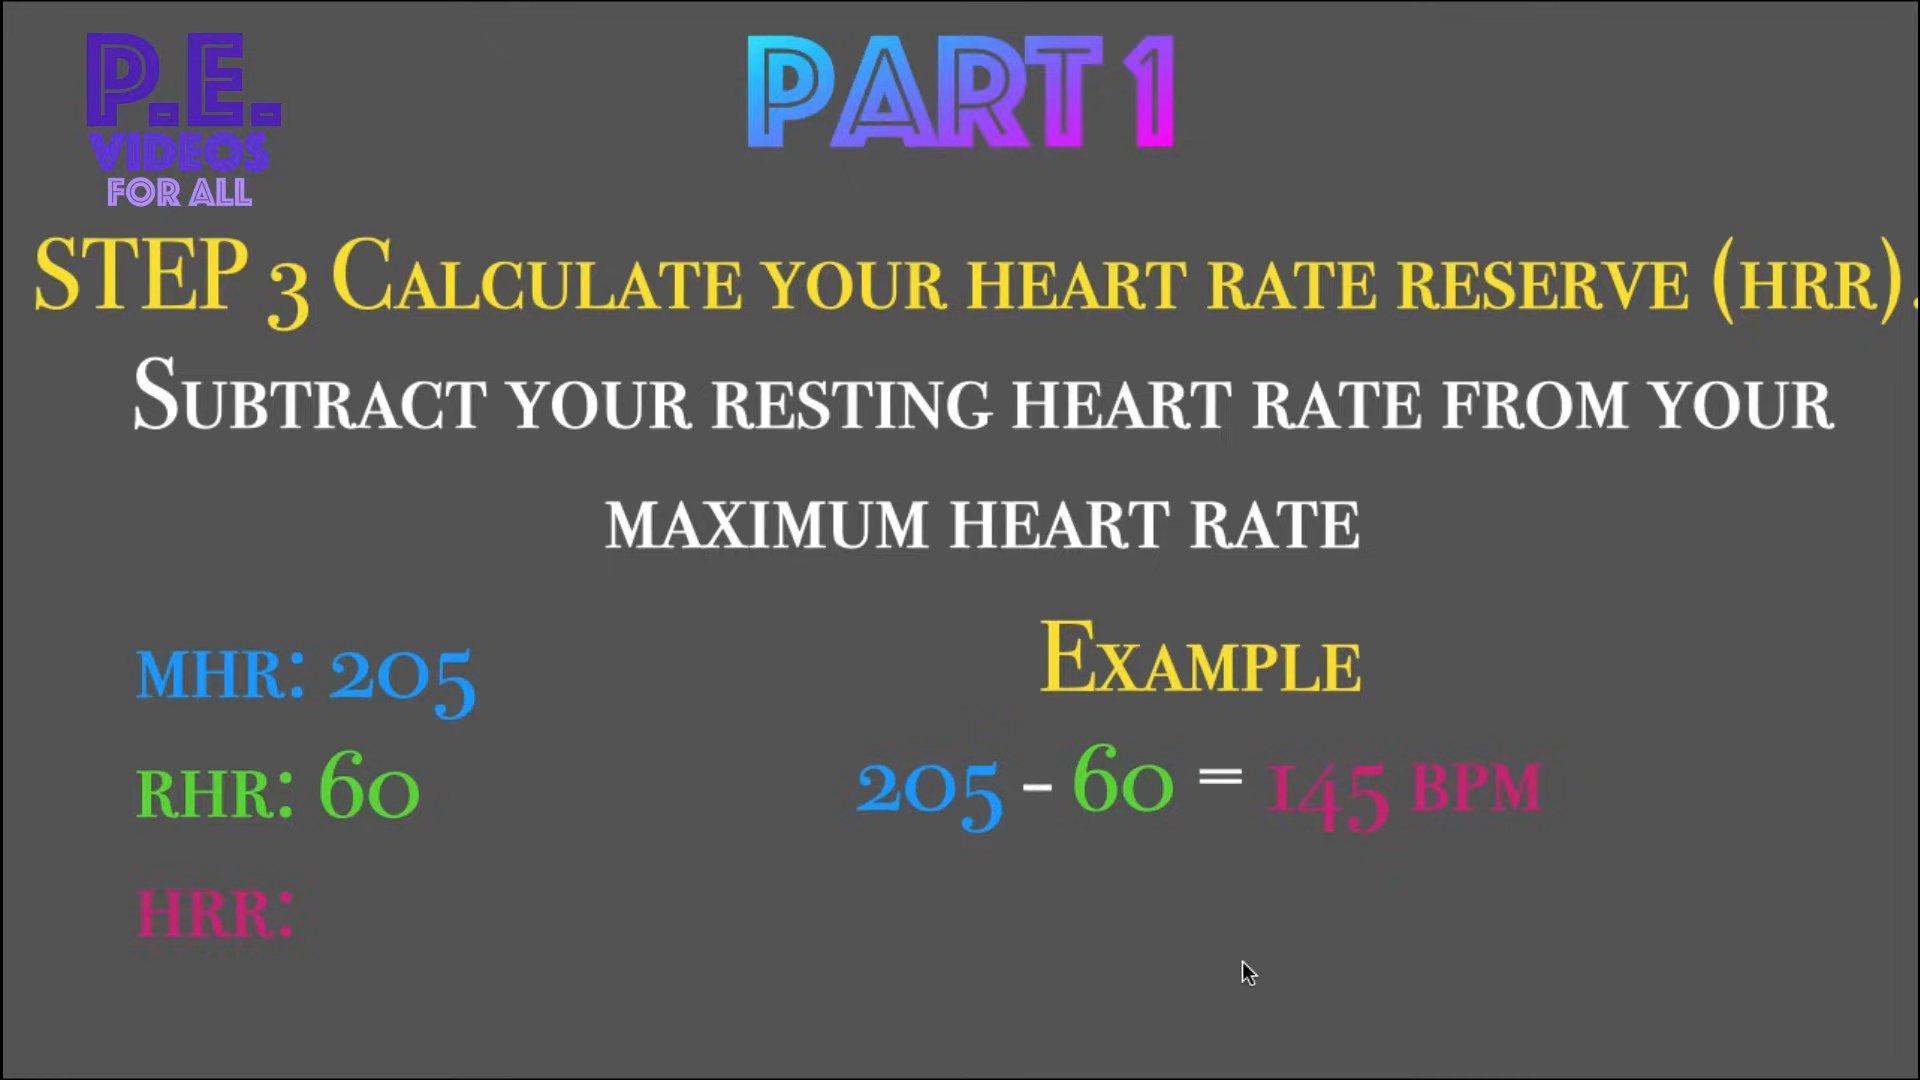 P.E.
VIDEOS
FOR ALL
PART 1
STEP 3 Calculate your heart rate reserve (hrr).
Subtract your resting heart rate from your
maximum heart rate
mhr: 205
Example
rhr: 60
205 - 60 = 145 bpm
hrr: